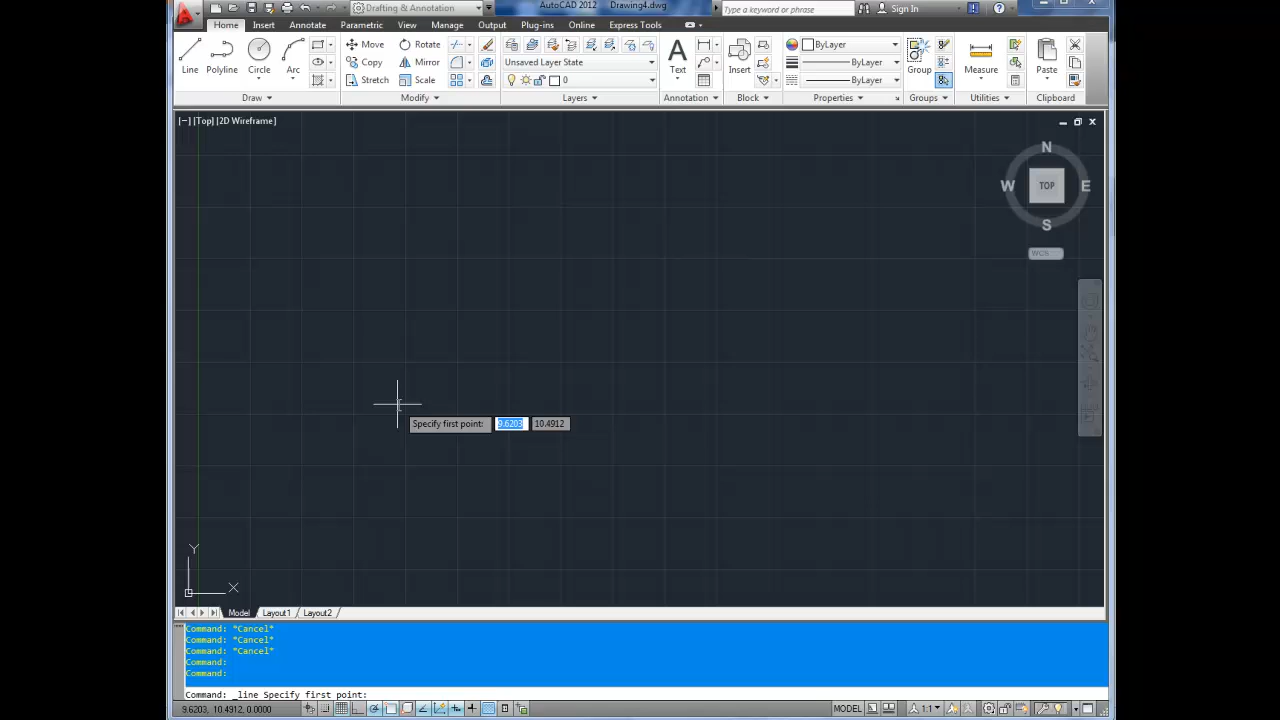 Drafting & Annotation AutoCAD 2012 Drawing4.dwg Type a keyword or phrase Sign In
Home Insert Annotate Parametric View Manage Output Plug-ins Online Express Tools
Line Polyline Circle Arc
Move Rotate
Copy Mirror
Stretch Scale
Unsaved Layer State
0
Text
Insert
ByLayer
ByLayer
ByLayer
Group
Measure
Paste
Draw Modify Layers Annotation Block Properties Groups Utilities Clipboard
[−] [Top] [2D Wireframe]
N
W TOP E
S
WCS
Specify first point: 9.6203 10.4912
Y
X
Model Layout1 Layout2
Command: *Cancel*
Command: *Cancel*
Command: *Cancel*
Command:
Command:
Command: _line Specify first point:
9.6203, 10.4912, 0.0000 MODEL 1:1